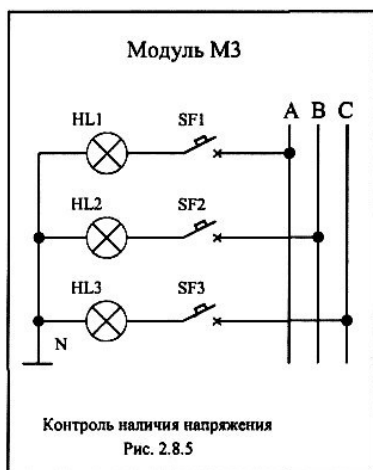 Модуль М3
A B C
HL1 SF1
HL2 SF2
HL3 SF3
N
Контроль наличия напряжения
Рис. 2.8.5